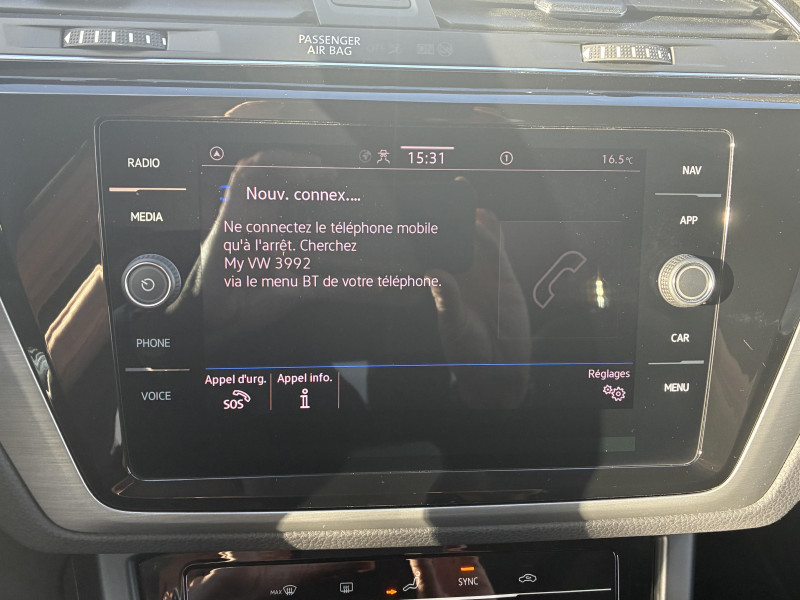 PASSENGER
AIR BAG
RADIO
MEDIA
PHONE
VOICE
15:31
16.5°C
Nouv. connex....
Ne connectez le téléphone mobile
qu'à l'arrêt. Cherchez
My VW 3992
via le menu BT de votre téléphone.
Appel d'urg.
SOS
Appel info.
Réglages
NAV
APP
CAR
MENU
MAX
SYNC